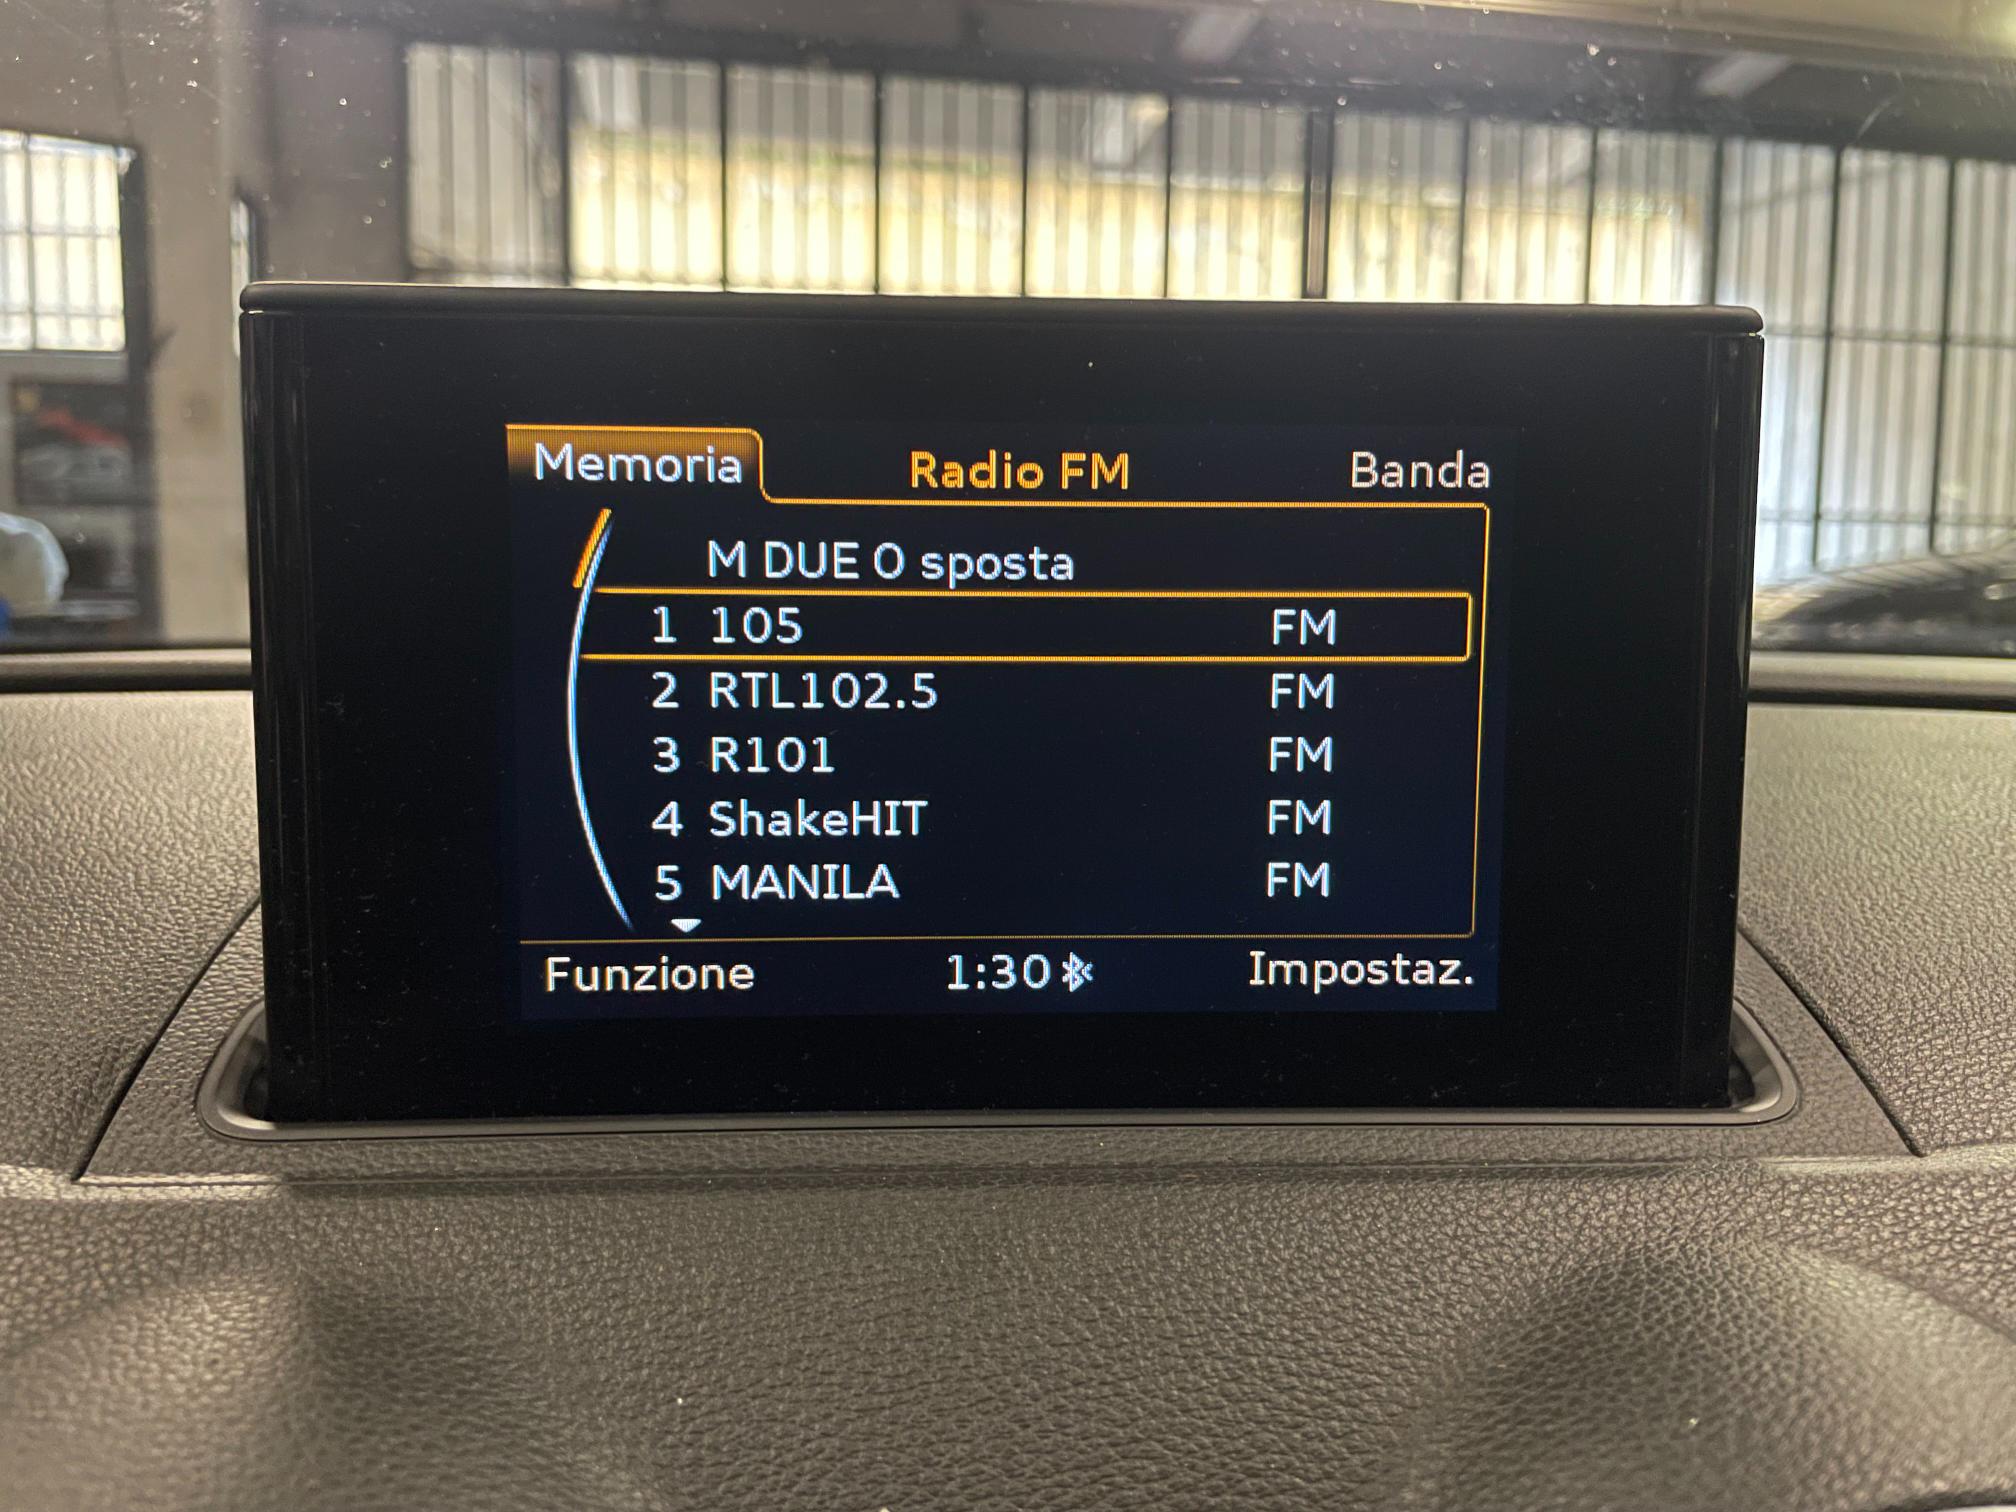 Memoria Radio FM Banda
M DUE O sposta
1 105 FM
2 RTL102.5 FM
3 R101 FM
4 ShakeHIT FM
5 MANILA FM
Funzione 1:30 Impostaz.